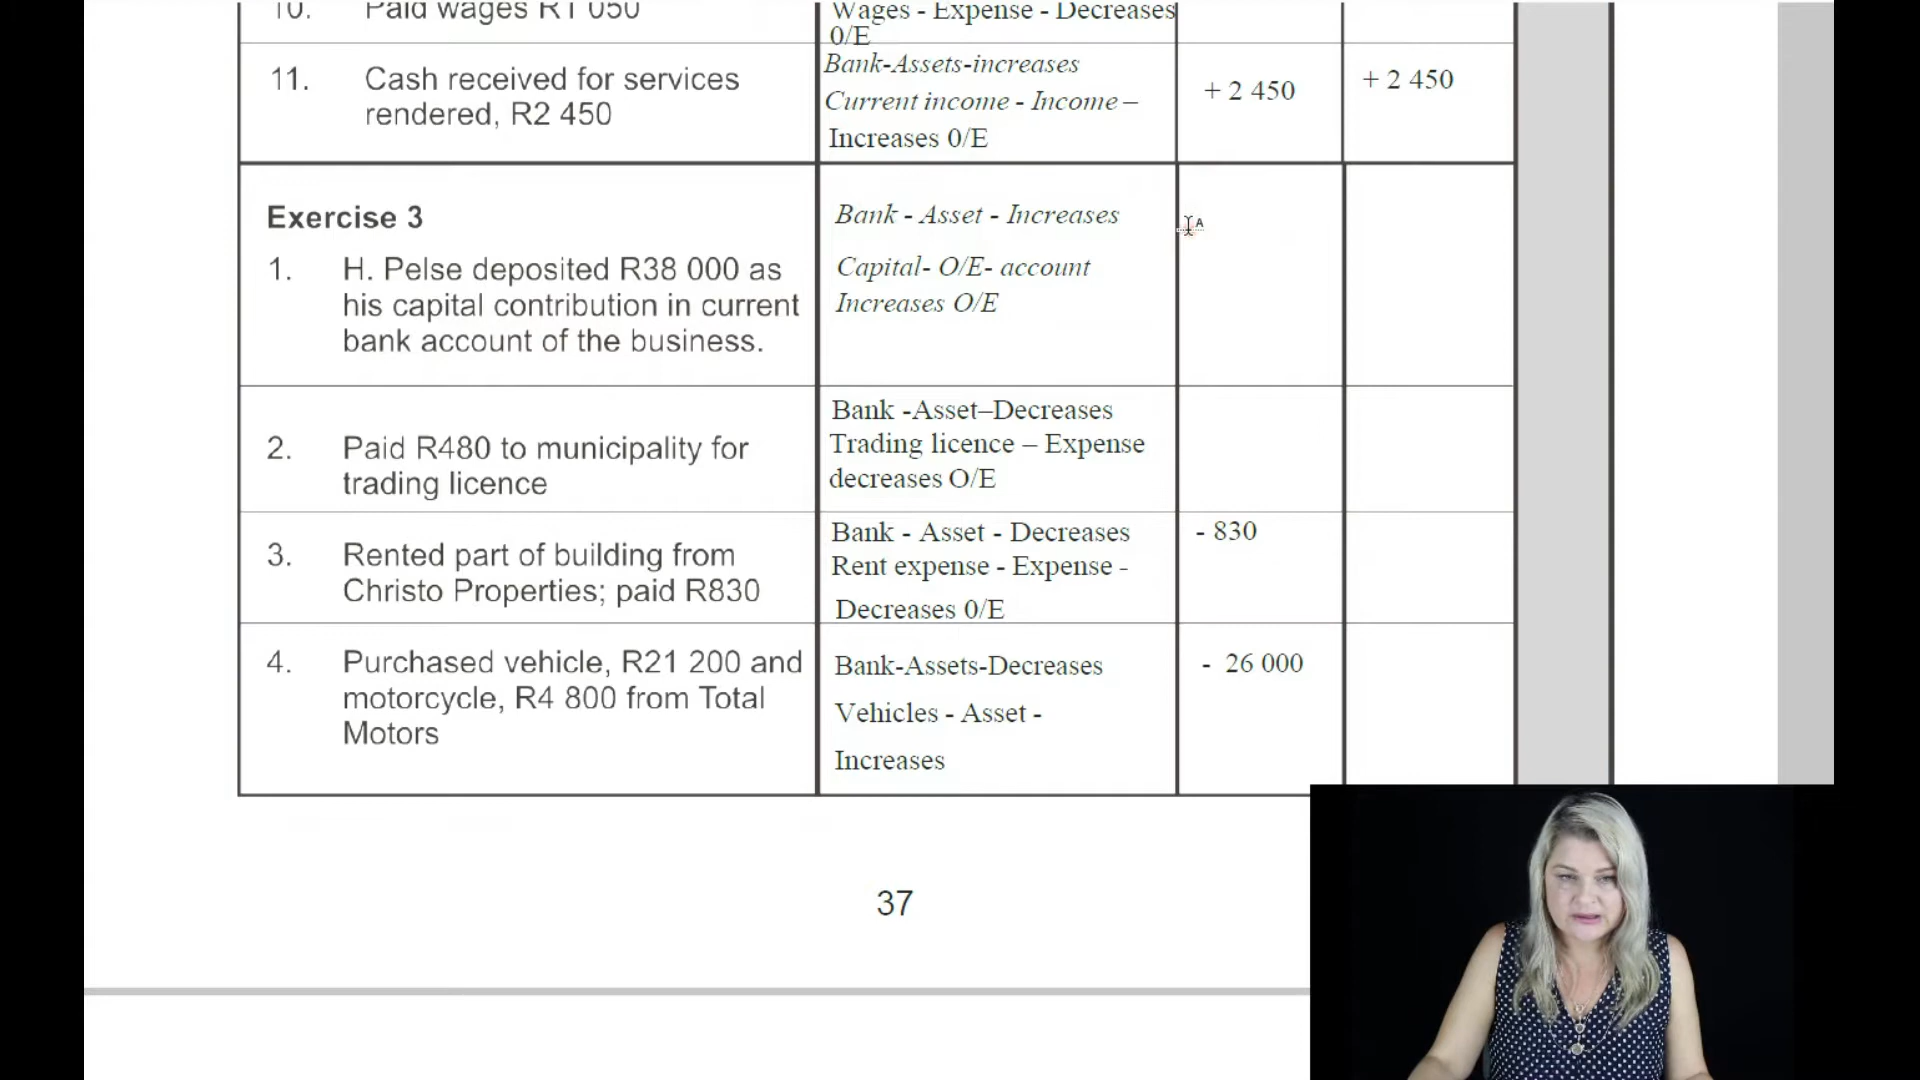 10. Paid wages R1 050
Wages - Expense - Decreases
0/E
11. Cash received for services
rendered, R2 450
Bank-Assets-increases
Current income - Income –
Increases 0/E
+ 2 450
+ 2 450
Exercise 3
1. H. Pelse deposited R38 000 as
his capital contribution in current
bank account of the business.
Bank - Asset - Increases
Capital- O/E- account
Increases O/E
A
2. Paid R480 to municipality for
trading licence
Bank -Asset–Decreases
Trading licence – Expense
decreases O/E
3. Rented part of building from
Christo Properties; paid R830
Bank - Asset - Decreases
Rent expense - Expense -
Decreases 0/E
- 830
4. Purchased vehicle, R21 200 and
motorcycle, R4 800 from Total
Motors
Bank-Assets-Decreases
Vehicles - Asset -
Increases
- 26 000
37